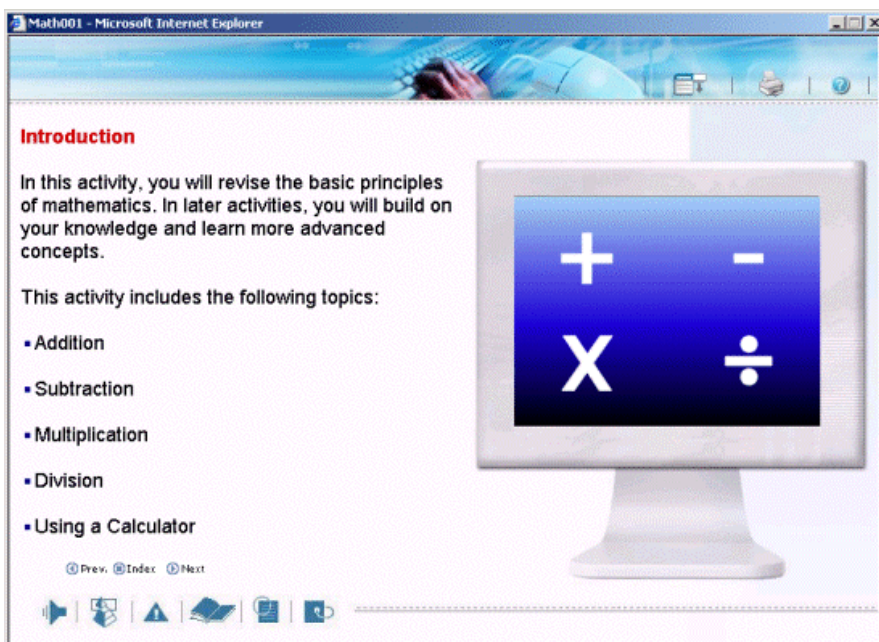 Math001 - Microsoft Internet Explorer
Introduction
In this activity, you will revise the basic principles
of mathematics. In later activities, you will build on
your knowledge and learn more advanced
concepts.
This activity includes the following topics:
▪ Addition
▪ Subtraction
▪ Multiplication
▪ Division
▪ Using a Calculator
+ -
X ÷
Prev. Index Next